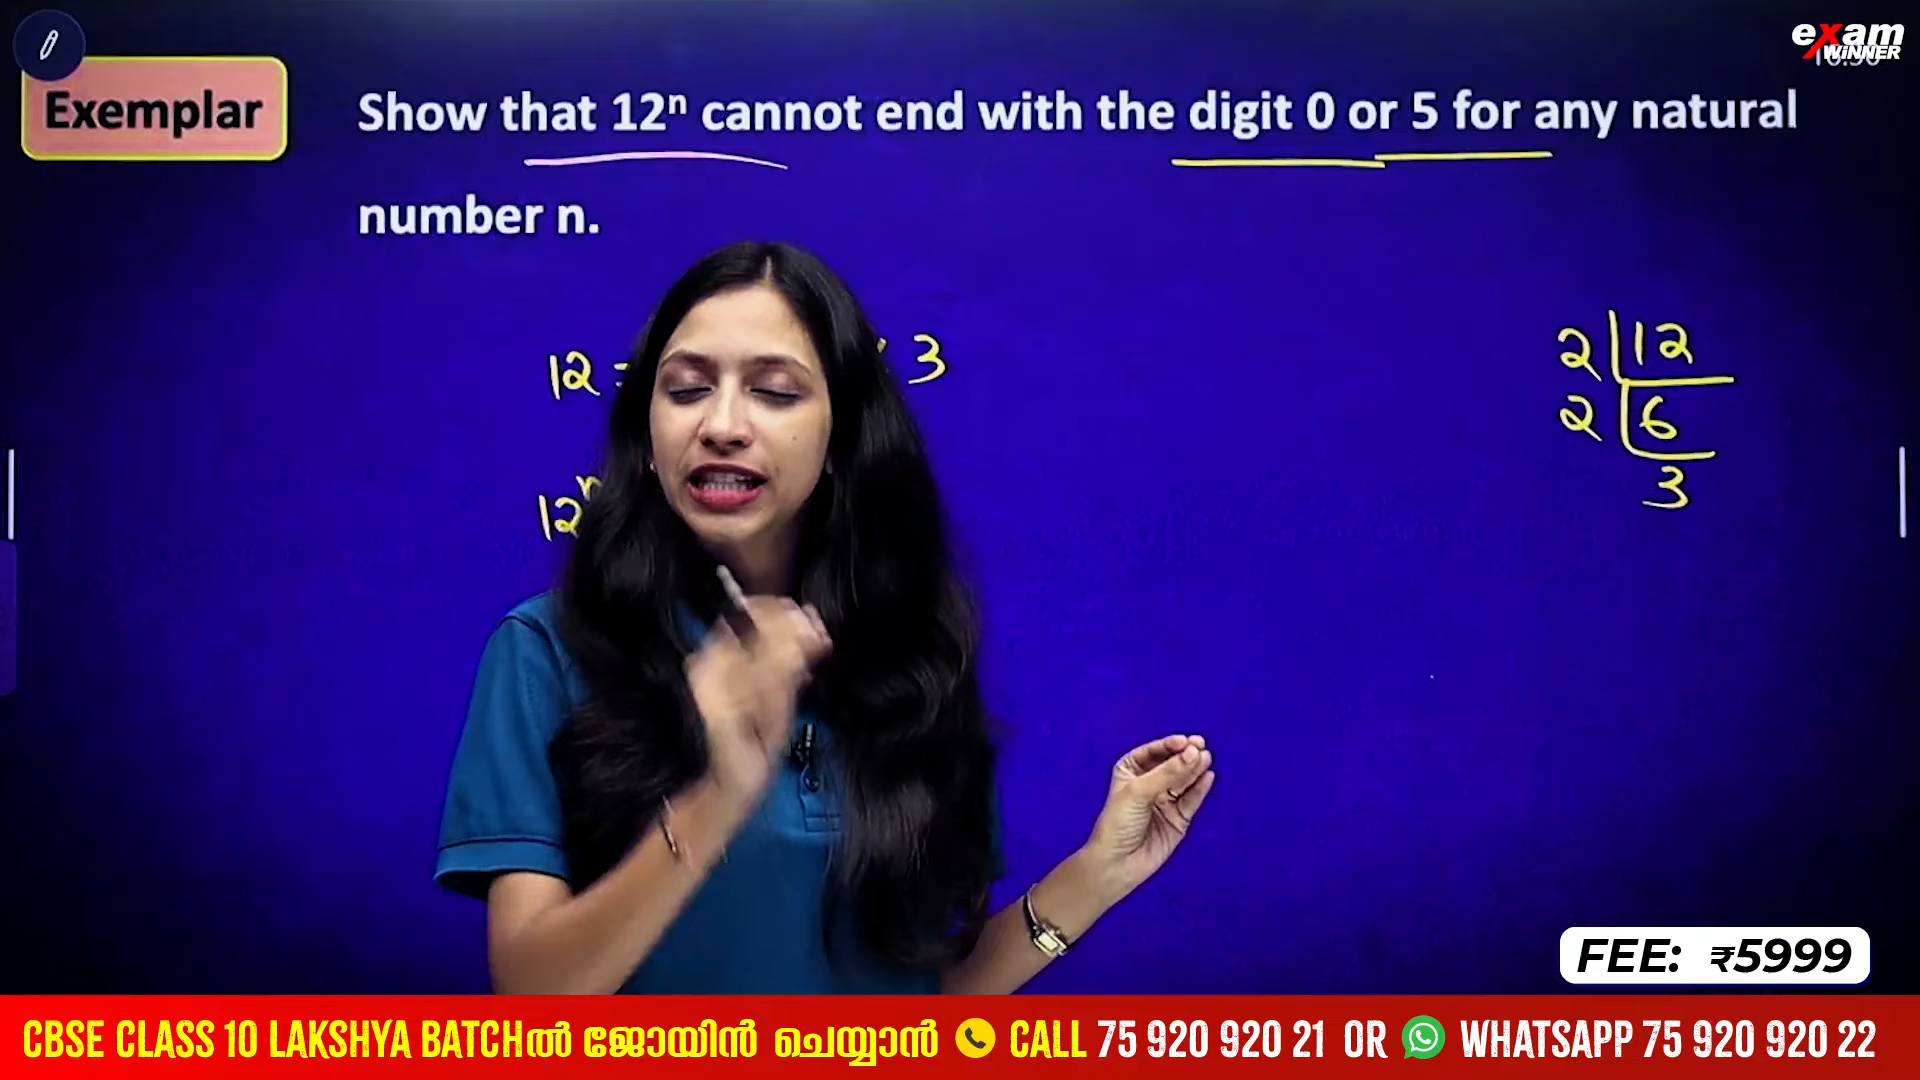 exam
WINNER
Exemplar
Show that 12ⁿ cannot end with the digit 0 or 5 for any natural
number n.
12 = 3
12ⁿ
2 | 12
2 | 6
3
FEE: ₹5999
CBSE CLASS 10 LAKSHYA BATCHൽ ജോയിൻ ചെയ്യാൻ CALL 75 920 920 21 OR WHATSAPP 75 920 920 22